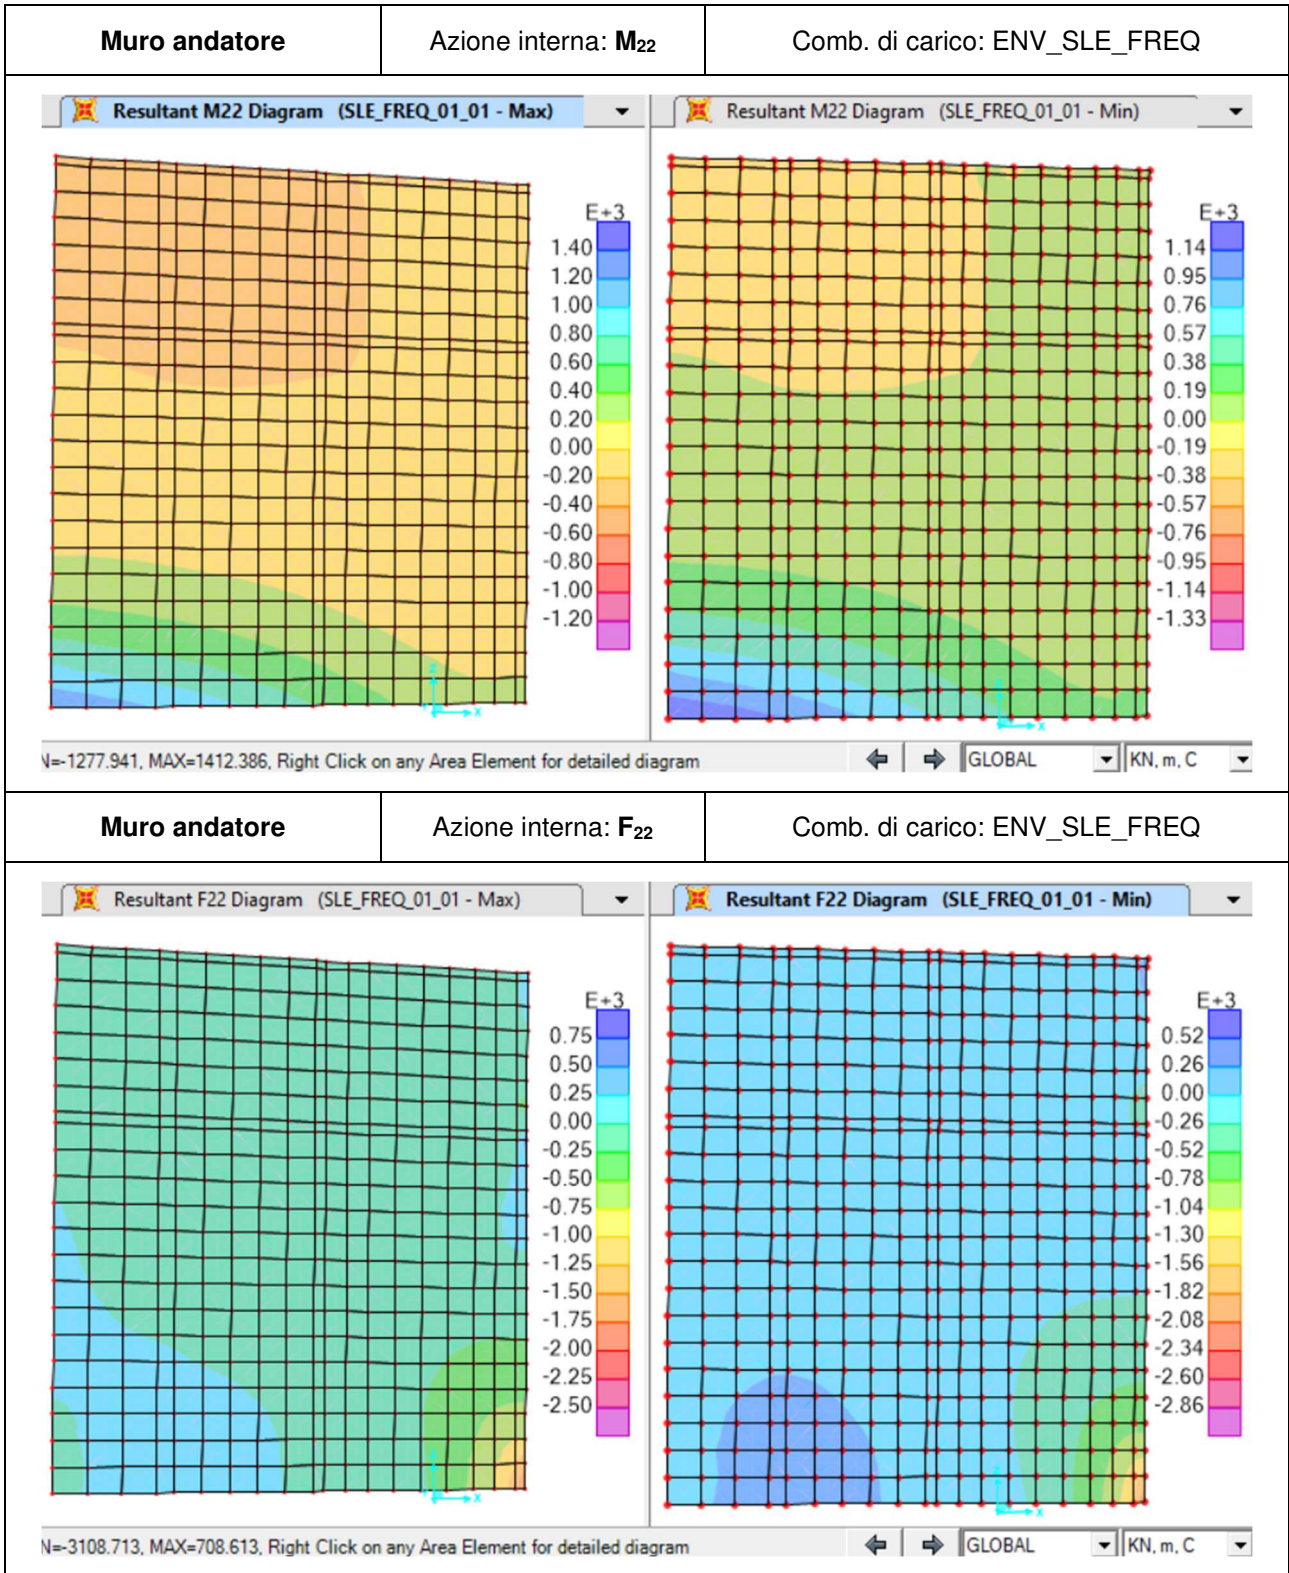 Muro andatore
Azione interna: M22
Comb. di carico: ENV_SLE_FREQ
Resultant M22 Diagram (SLE_FREQ_01_01 - Max)
Resultant M22 Diagram (SLE_FREQ_01_01 - Min)
E+3
1.40
1.20
1.00
0.80
0.60
0.40
0.20
0.00
-0.20
-0.40
-0.60
-0.80
-1.00
-1.20
E+3
1.14
0.95
0.76
0.57
0.38
0.19
0.00
-0.19
-0.38
-0.57
-0.76
-0.95
-1.14
-1.33
X
X
N=-1277.941, MAX=1412.386, Right Click on any Area Element for detailed diagram
GLOBAL
KN, m, C
Muro andatore
Azione interna: F22
Comb. di carico: ENV_SLE_FREQ
Resultant F22 Diagram (SLE_FREQ_01_01 - Max)
Resultant F22 Diagram (SLE_FREQ_01_01 - Min)
E+3
0.75
0.50
0.25
0.00
-0.25
-0.50
-0.75
-1.00
-1.25
-1.50
-1.75
-2.00
-2.25
-2.50
E+3
0.52
0.26
0.00
-0.26
-0.52
-0.78
-1.04
-1.30
-1.56
-1.82
-2.08
-2.34
-2.60
-2.86
X
X
N=-3108.713, MAX=708.613, Right Click on any Area Element for detailed diagram
GLOBAL
KN, m, C